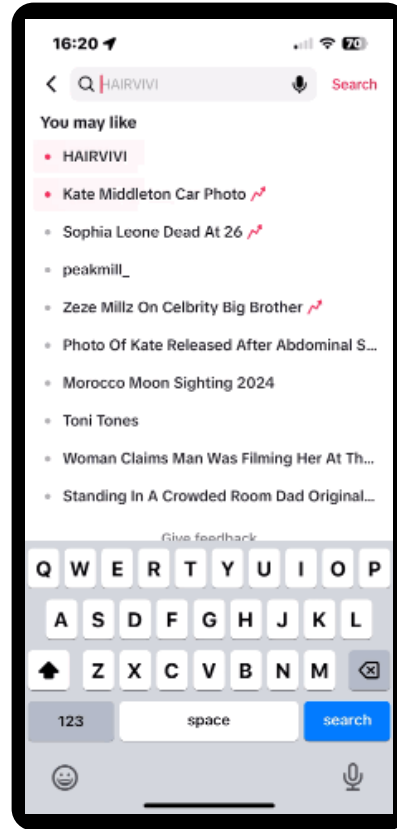 16:20
70
HAIRVIVI
Search
You may like
HAIRVIVI
Kate Middleton Car Photo
Sophia Leone Dead At 26
peakmill_
Zeze Millz On Celbrity Big Brother
Photo Of Kate Released After Abdominal S...
Morocco Moon Sighting 2024
Toni Tones
Woman Claims Man Was Filming Her At Th...
Standing In A Crowded Room Dad Original...
Give feedback
Q W E R T Y U I O P
A S D F G H J K L
Z X C V B N M
123 space search